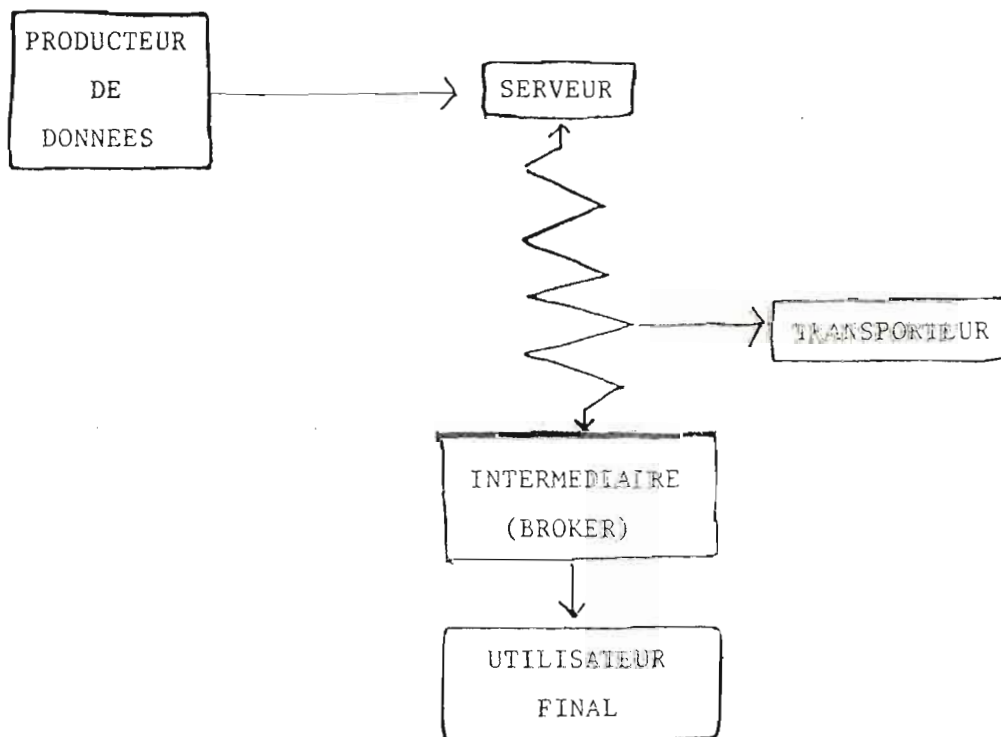 PRODUCTEUR
DE
DONNEES
SERVEUR
TRANSPORTEUR
INTERMEDIAIRE
(BROKER)
UTILISATEUR
FINAL